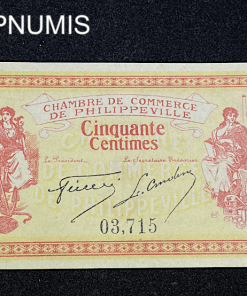 PNUMIS
CHAMBRE DE COMMERCE
DE PHILIPPEVILLE
Cinquante
Centimes
Le Président, Le Secrétaire Trésorier
03,715